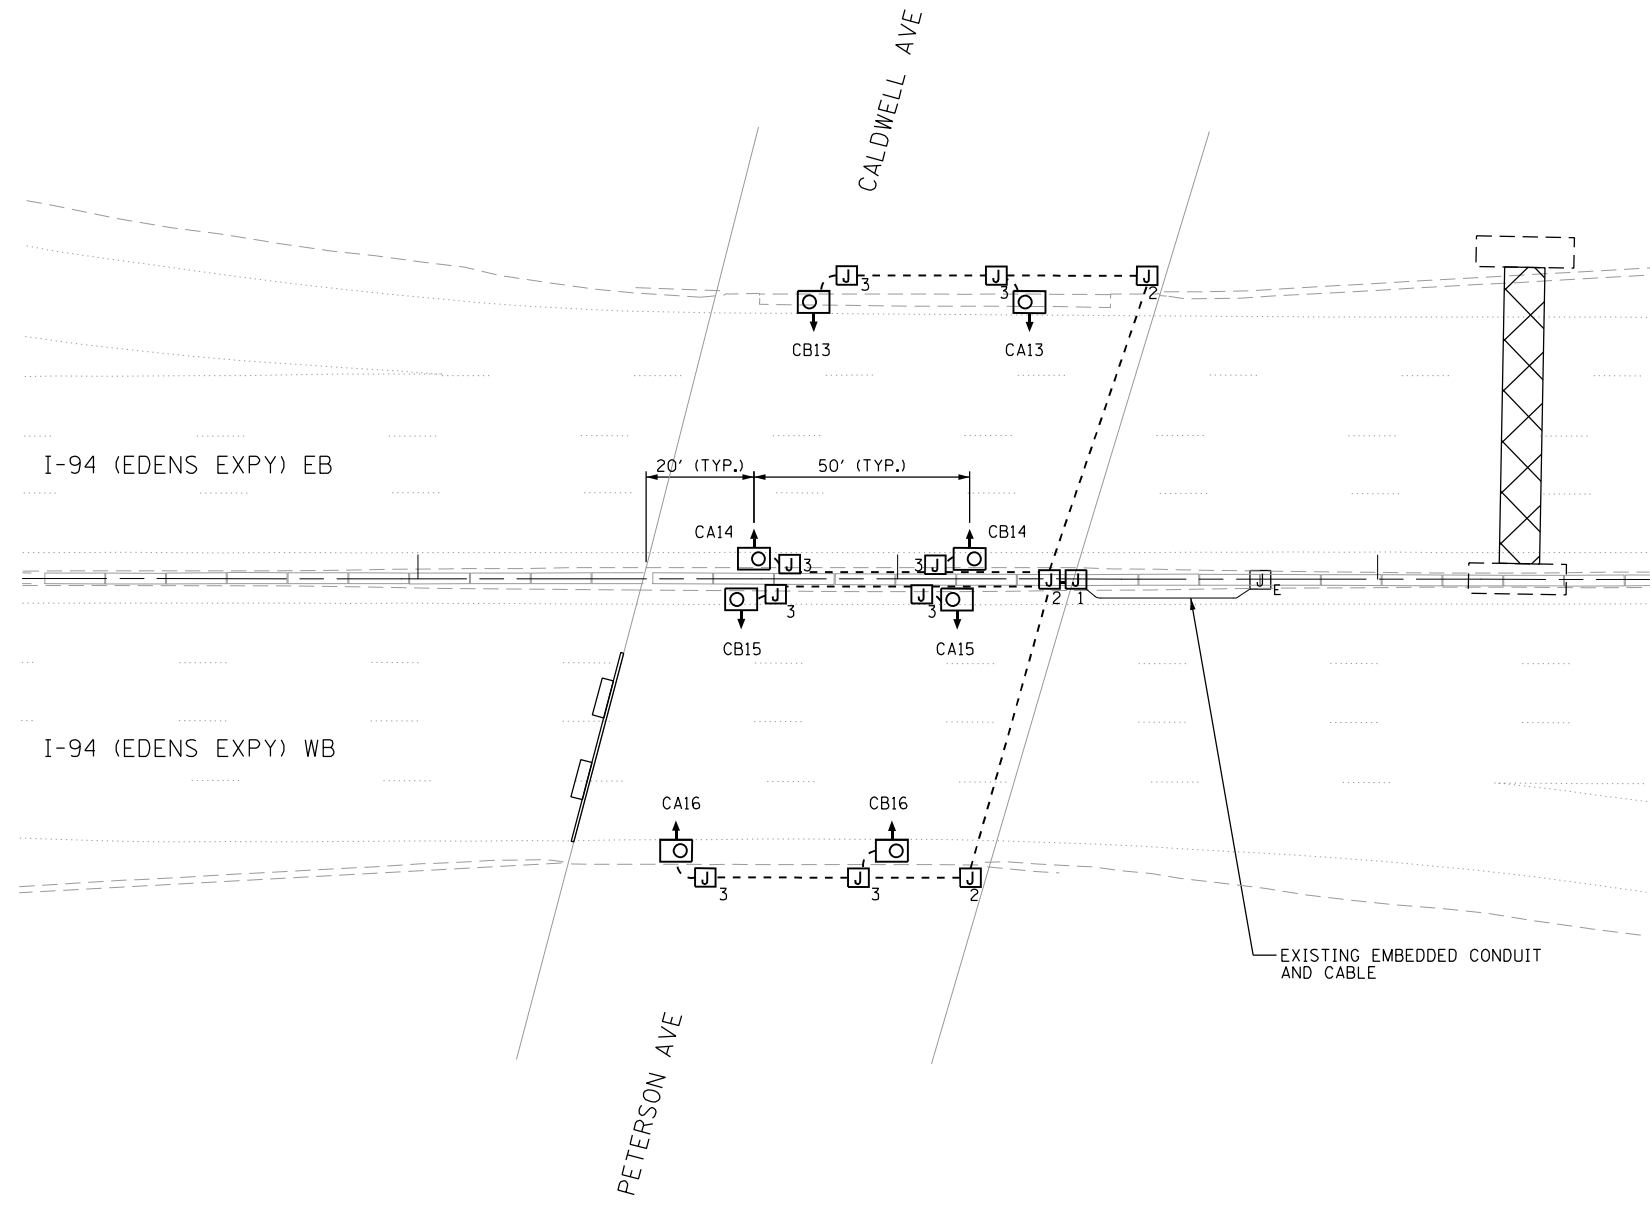 CALDWELL AVE
J
3
J
3
J
2
CB13
CA13
I-94 (EDENS EXPY) EB
20' (TYP.)
50' (TYP.)
CA14
CB14
J
3
3
J
J
2
J
1
J
E
J
3
J
3
CB15
CA15
I-94 (EDENS EXPY) WB
CA16
CB16
J
3
J
3
J
2
EXISTING EMBEDDED CONDUIT
AND CABLE
PETERSON AVE